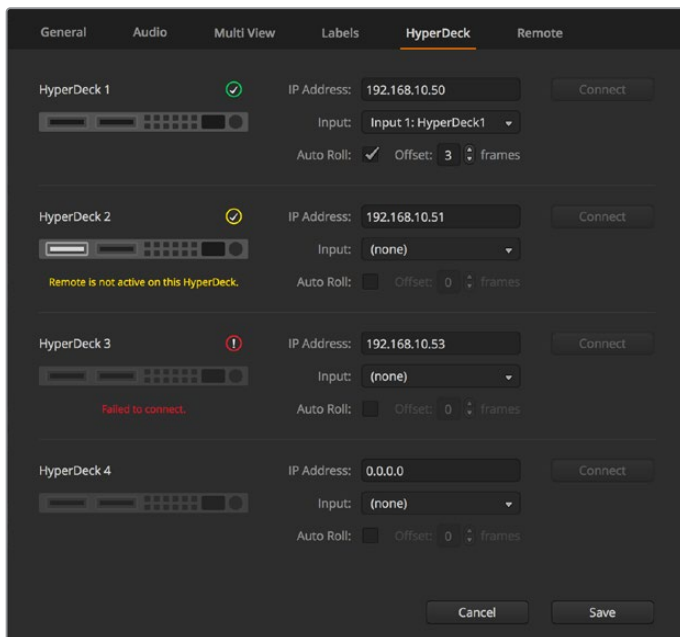 General Audio Multi View Labels HyperDeck Remote
HyperDeck 1 IP Address: 192.168.10.50 Connect
Input: Input 1: HyperDeck1
Auto Roll: Offset: 3 frames
HyperDeck 2 IP Address: 192.168.10.51 Connect
Input: (none)
Remote is not active on this HyperDeck.
Auto Roll: Offset: 0 frames
HyperDeck 3 IP Address: 192.168.10.53 Connect
Input: (none)
Failed to connect.
Auto Roll: Offset: 0 frames
HyperDeck 4 IP Address: 0.0.0.0 Connect
Input: (none)
Auto Roll: Offset: 0 frames
Cancel Save